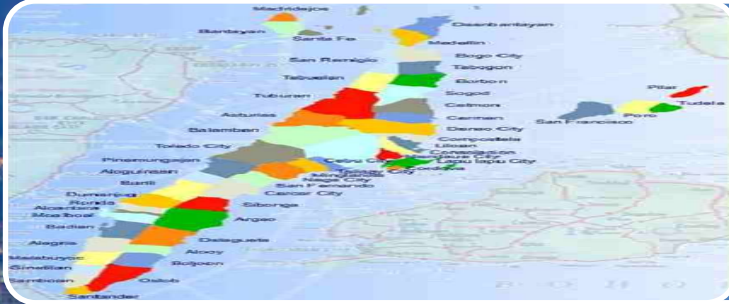 Madridejos
Bantayan
Santa Fe
Daanbantayan
Medellin
San Remigio
Bogo City
Tabogon
Tabuelan
Borbon
Tuburan
Sogod
Asturias
Catmon
Balamban
Carmen
Danao City
Toledo City
Compostela
Liloan
Consolacion
Pinamungajan
Lapu lapu City
Aloguinsan
Naga City
San Fernando
Barili
Carcar City
Dumanjug
Sibonga
Ronda
Alcantara
Moalboal
Argao
Badian
Dalaguete
Alegria
Alcoy
Malabuyoc
Boljoon
Ginatilan
Samboan
Oslob
Santander
Pilar
Tudela
Poro
San Francisco
B O H O L